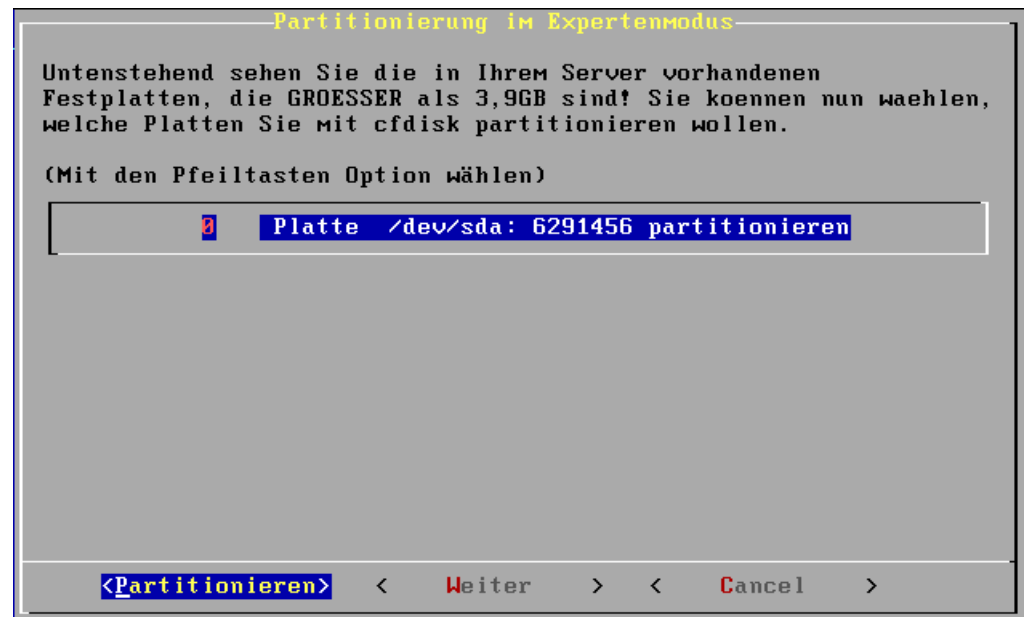 Partitionierung im Expertenmodus
Untenstehend sehen Sie die in Ihrem Server vorhandenen
Festplatten, die GROESSER als 3,9GB sind! Sie koennen nun waehlen,
welche Platten Sie mit cfdisk partitionieren wollen.
(Mit den Pfeiltasten Option wählen)
0 Platte /dev/sda: 6291456 partitionieren
<Partitionieren> < Weiter > < Cancel >